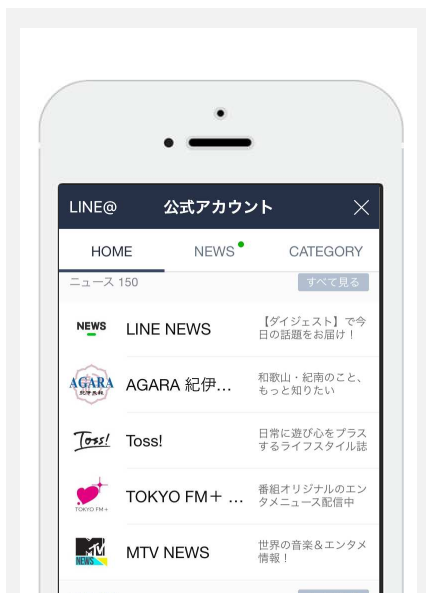 LINE@ 公式アカウント
HOME NEWS CATEGORY
ニュース 150 すべて見る
NEWS
LINE NEWS
【ダイジェスト】で今
日の話題をお届け！
AGARA
紀伊民報
AGARA 紀伊...
和歌山・紀南のこと、
もっと知りたい
Toss!
Toss!
日常に遊び心をプラス
するライフスタイル誌
TOKYO FM+
TOKYO FM+ ...
番組オリジナルのエン
タメニュース配信中
MTV
NEWS
MTV NEWS
世界の音楽＆エンタメ
情報！